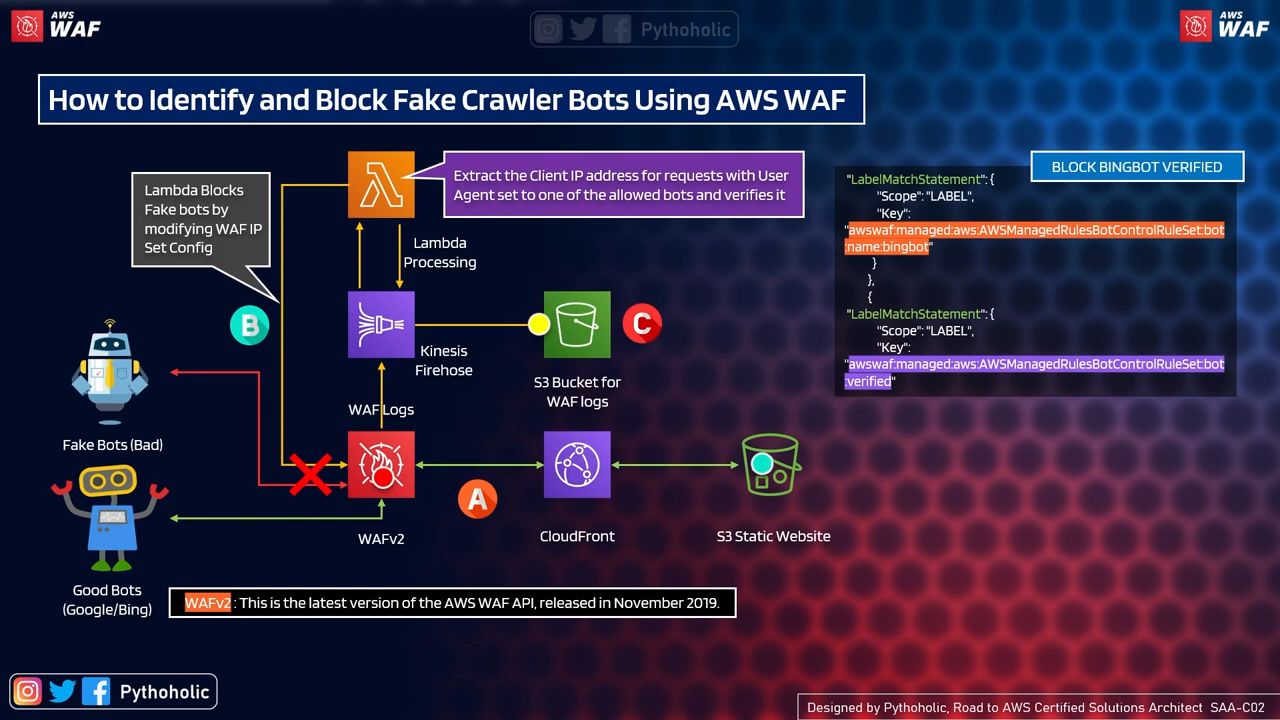 AWS
WAF
Pythoholic
AWS
WAF
How to Identify and Block Fake Crawler Bots Using AWS WAF
Lambda Blocks
Fake bots by
modifying WAF IP
Set Config
Extract the Client IP address for requests with User
Agent set to one of the allowed bots and verifies it
BLOCK BINGBOT VERIFIED
"LabelMatchStatement": {
"Scope": "LABEL",
"Key":
"awswaf:managed:aws:AWSManagedRulesBotControlRuleSet:bot
:name:bingbot"
}
},
{
"LabelMatchStatement": {
"Scope": "LABEL",
"Key":
"awswaf:managed:aws:AWSManagedRulesBotControlRuleSet:bot
:verified"
Lambda
Processing
B
C
Kinesis
Firehose
S3 Bucket for
WAF logs
WAF Logs
Fake Bots (Bad)
A
WAFv2
CloudFront
S3 Static Website
Good Bots
(Google/Bing)
WAFv2 : This is the latest version of the AWS WAF API, released in November 2019.
Pythoholic
Designed by Pythoholic, Road to AWS Certified Solutions Architect SAA-C02